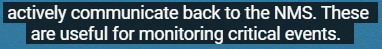 actively communicate back to the NMS. These
are useful for monitoring critical events.